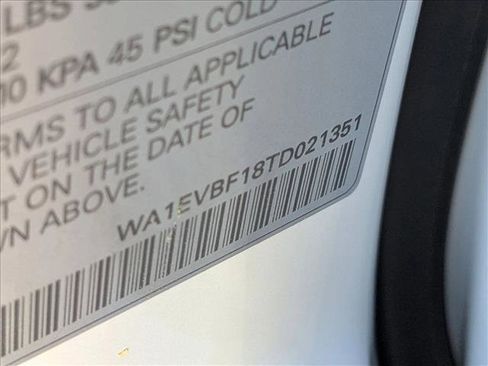 LBS
2
10 KPA 45 PSI COLD
RMS TO ALL APPLICABLE
VEHICLE SAFETY
T ON THE DATE OF
WN ABOVE.
WA1EVBF18TD021351